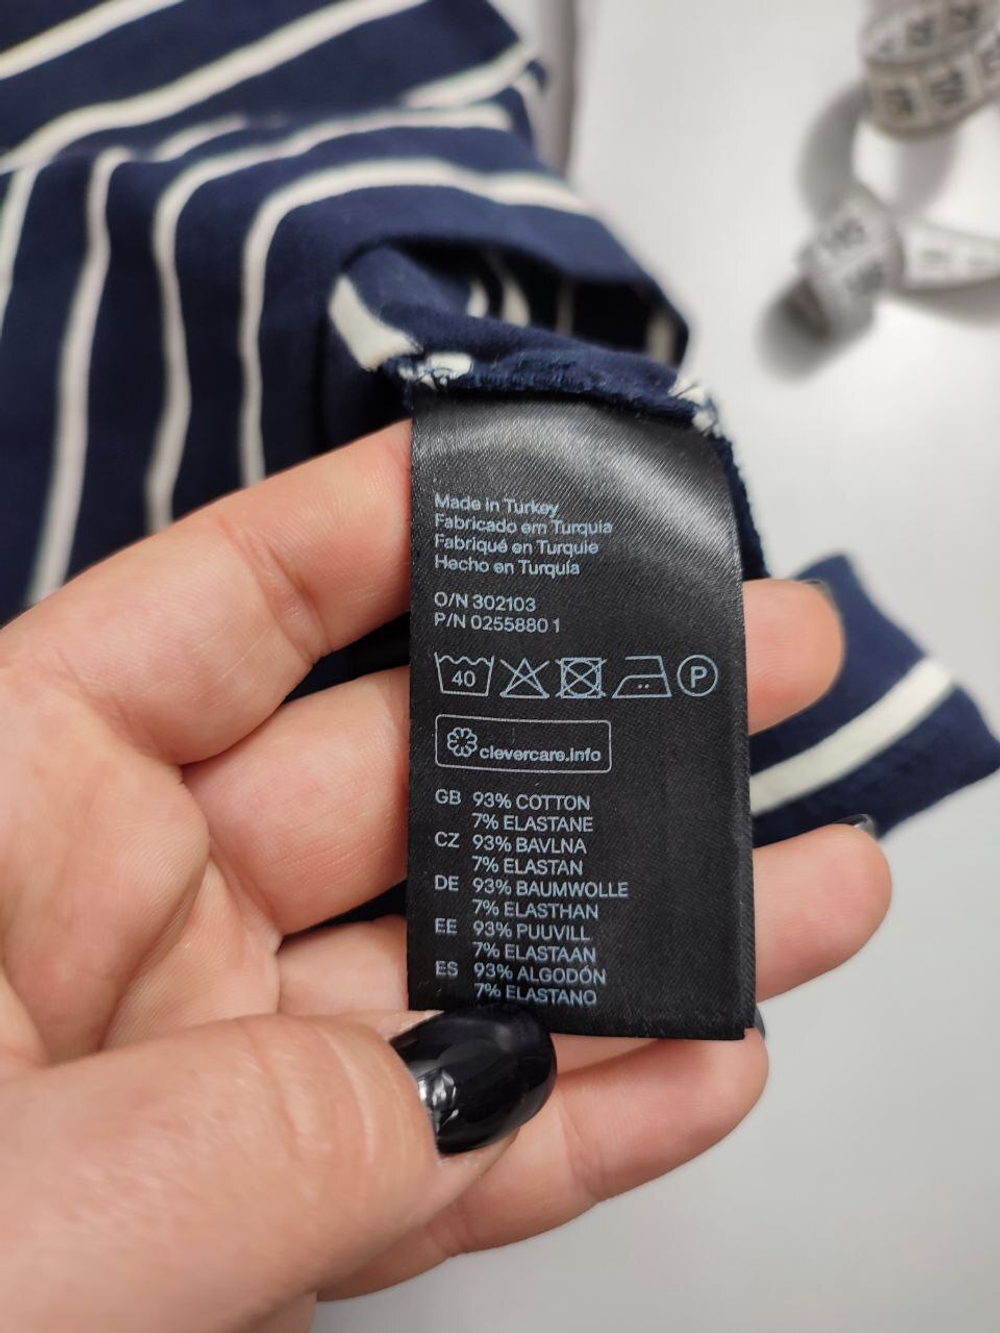 Made in Turkey
Fabricado em Turquia
Fabriqué en Turquie
Hecho en Turquía
O/N 302103
P/N 0255880 1
40 P
clevercare.info
GB 93% COTTON
7% ELASTANE
CZ 93% BAVLNA
7% ELASTAN
DE 93% BAUMWOLLE
7% ELASTHAN
EE 93% PUUVILL
7% ELASTAAN
ES 93% ALGODÓN
7% ELASTANO